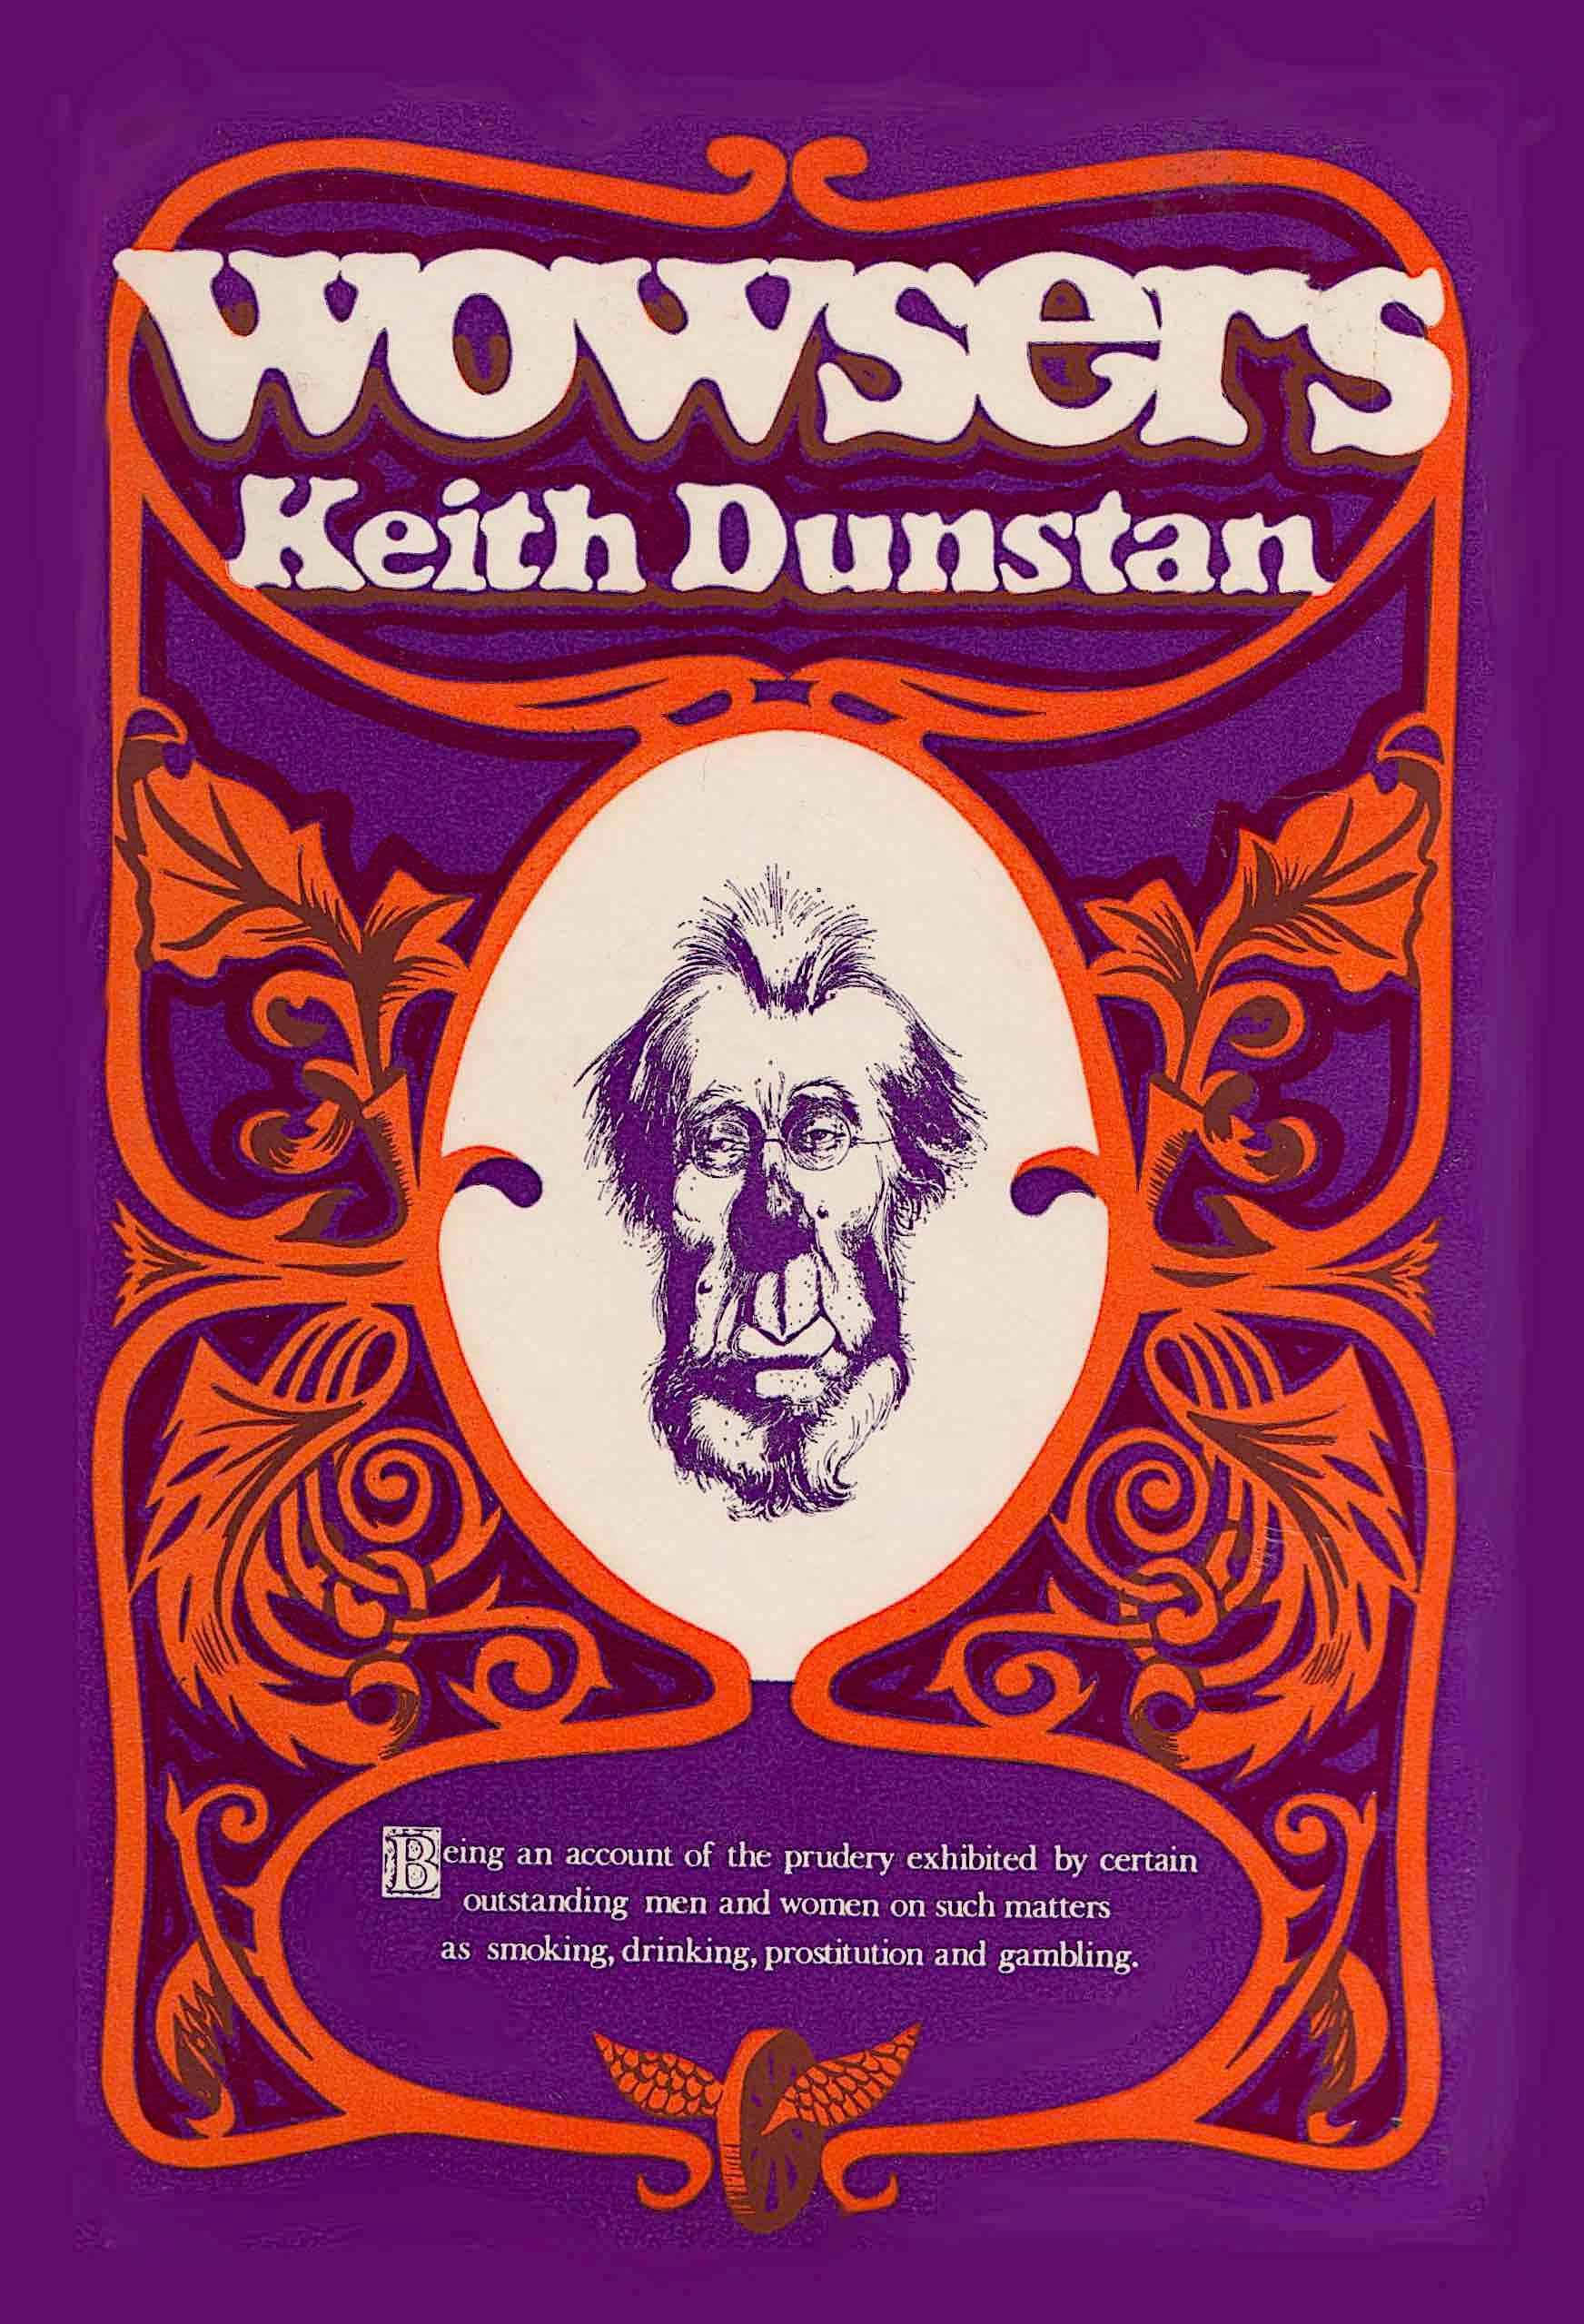 wowsers
Keith Dunstan
Being an account of the prudery exhibited by certain
outstanding men and women on such matters
as smoking, drinking, prostitution and gambling.